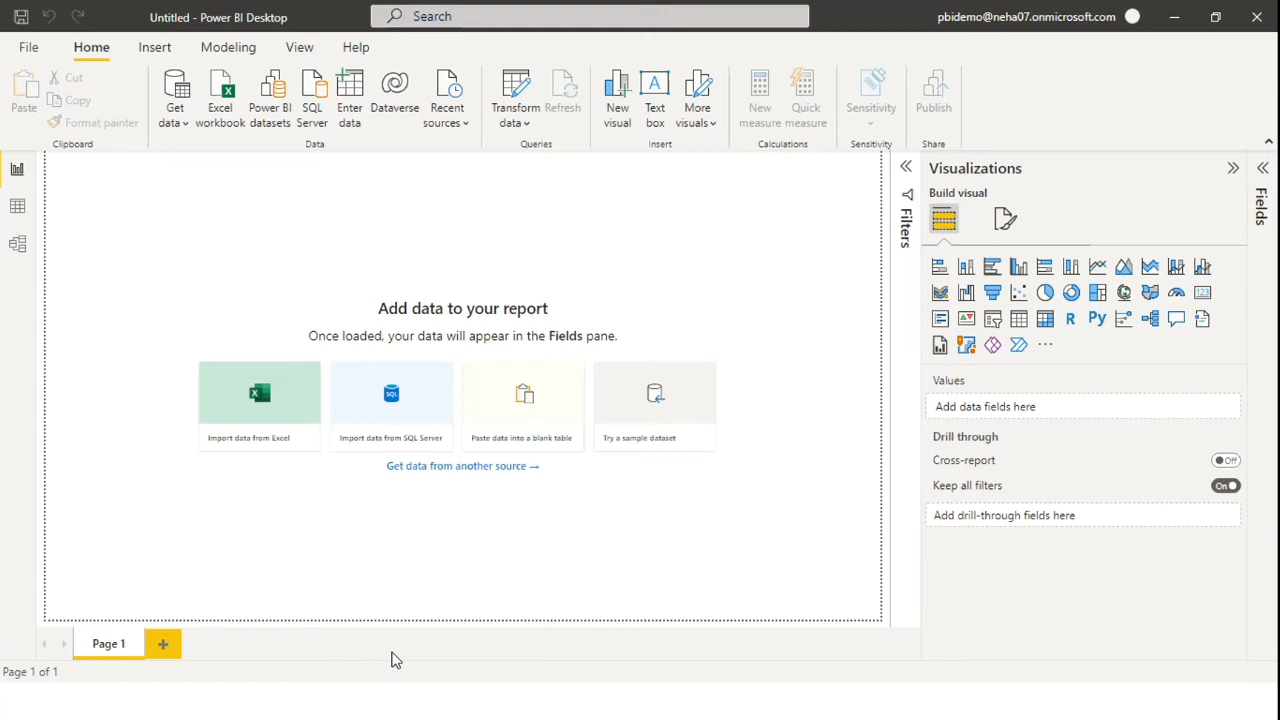 Untitled - Power BI Desktop
Search
pbidemo@neha07.onmicrosoft.com
File Home Insert Modeling View Help
Paste
Cut
Copy
Format painter
Clipboard
Get data
Excel workbook
Power BI datasets
SQL Server
Enter data
Dataverse
Recent sources
Data
Transform data
Refresh
Queries
New visual
Text box
More visuals
Insert
New measure
Quick measure
Calculations
Sensitivity
Sensitivity
Publish
Share
Filters
Visualizations
Build visual
Fields
R Py
123
Values
Add data fields here
Drill through
Cross-report Off
Keep all filters On
Add drill-through fields here
Add data to your report
Once loaded, your data will appear in the Fields pane.
SQL
Import data from Excel
Import data from SQL Server
Paste data into a blank table
Try a sample dataset
Get data from another source →
Page 1
Page 1 of 1